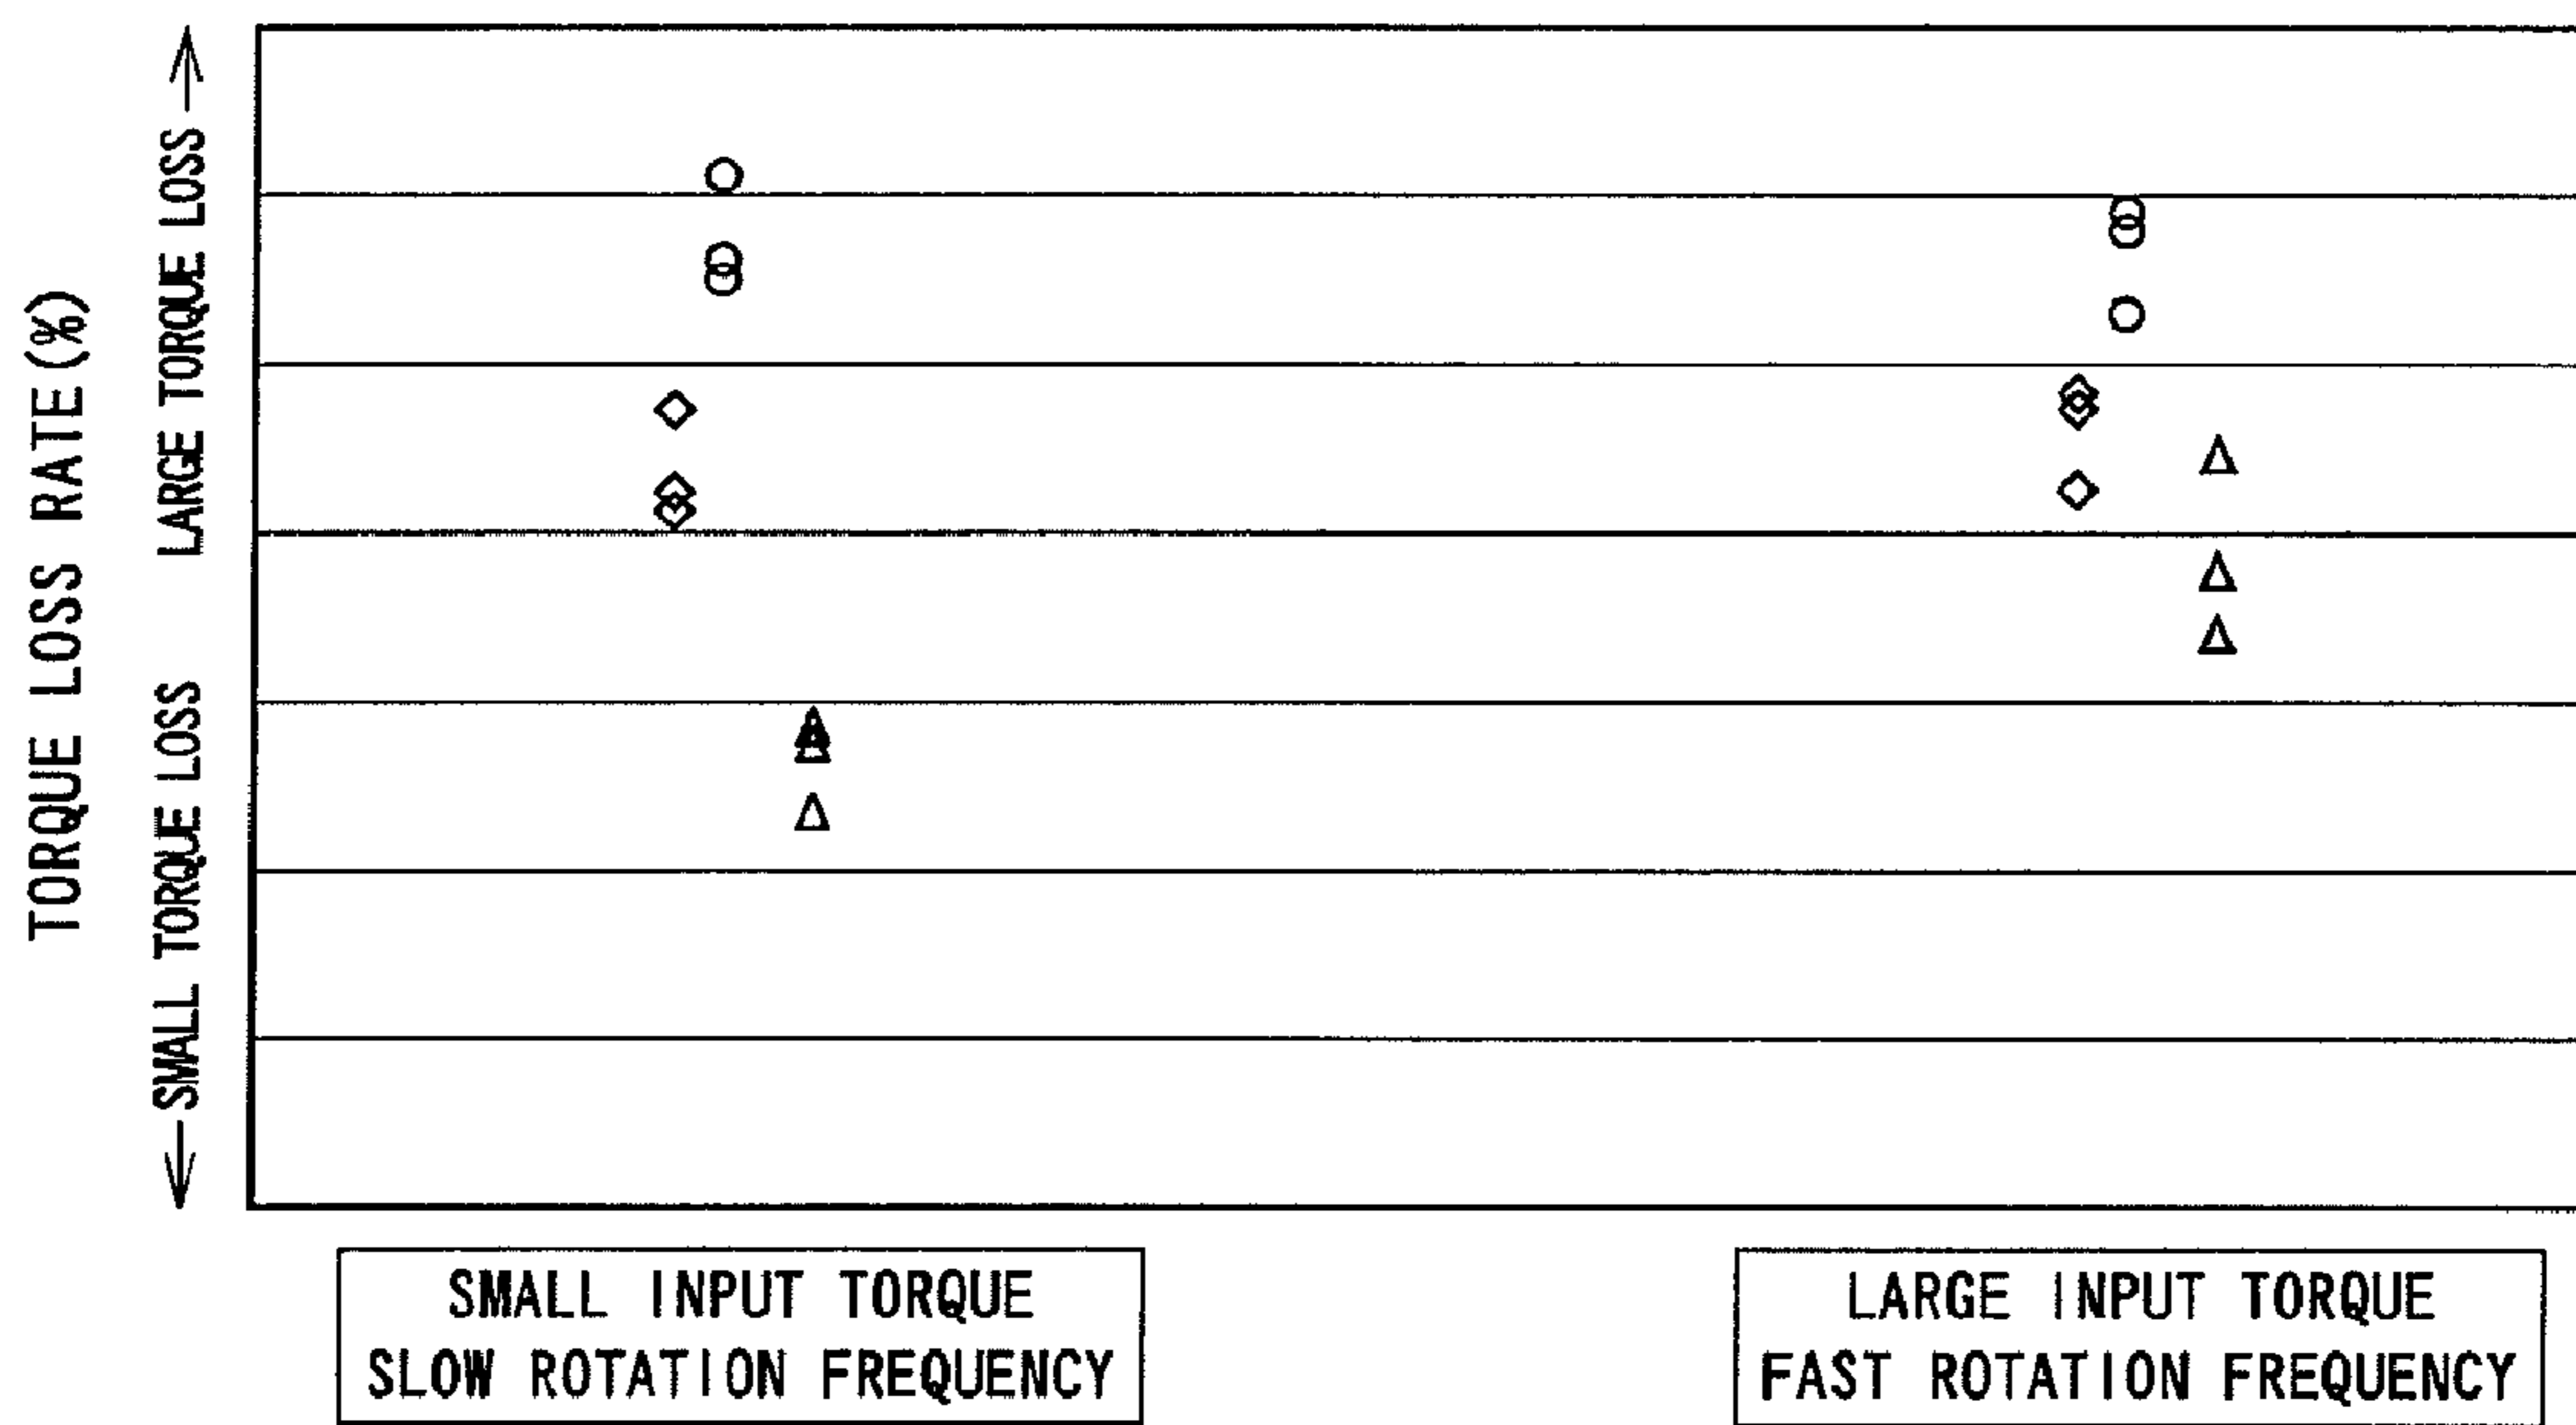 TORQUE LOSS RATE(%)
←SMALL TORQUE LOSS LARGE TORQUE LOSS→
SMALL INPUT TORQUE
SLOW ROTATION FREQUENCY
LARGE INPUT TORQUE
FAST ROTATION FREQUENCY